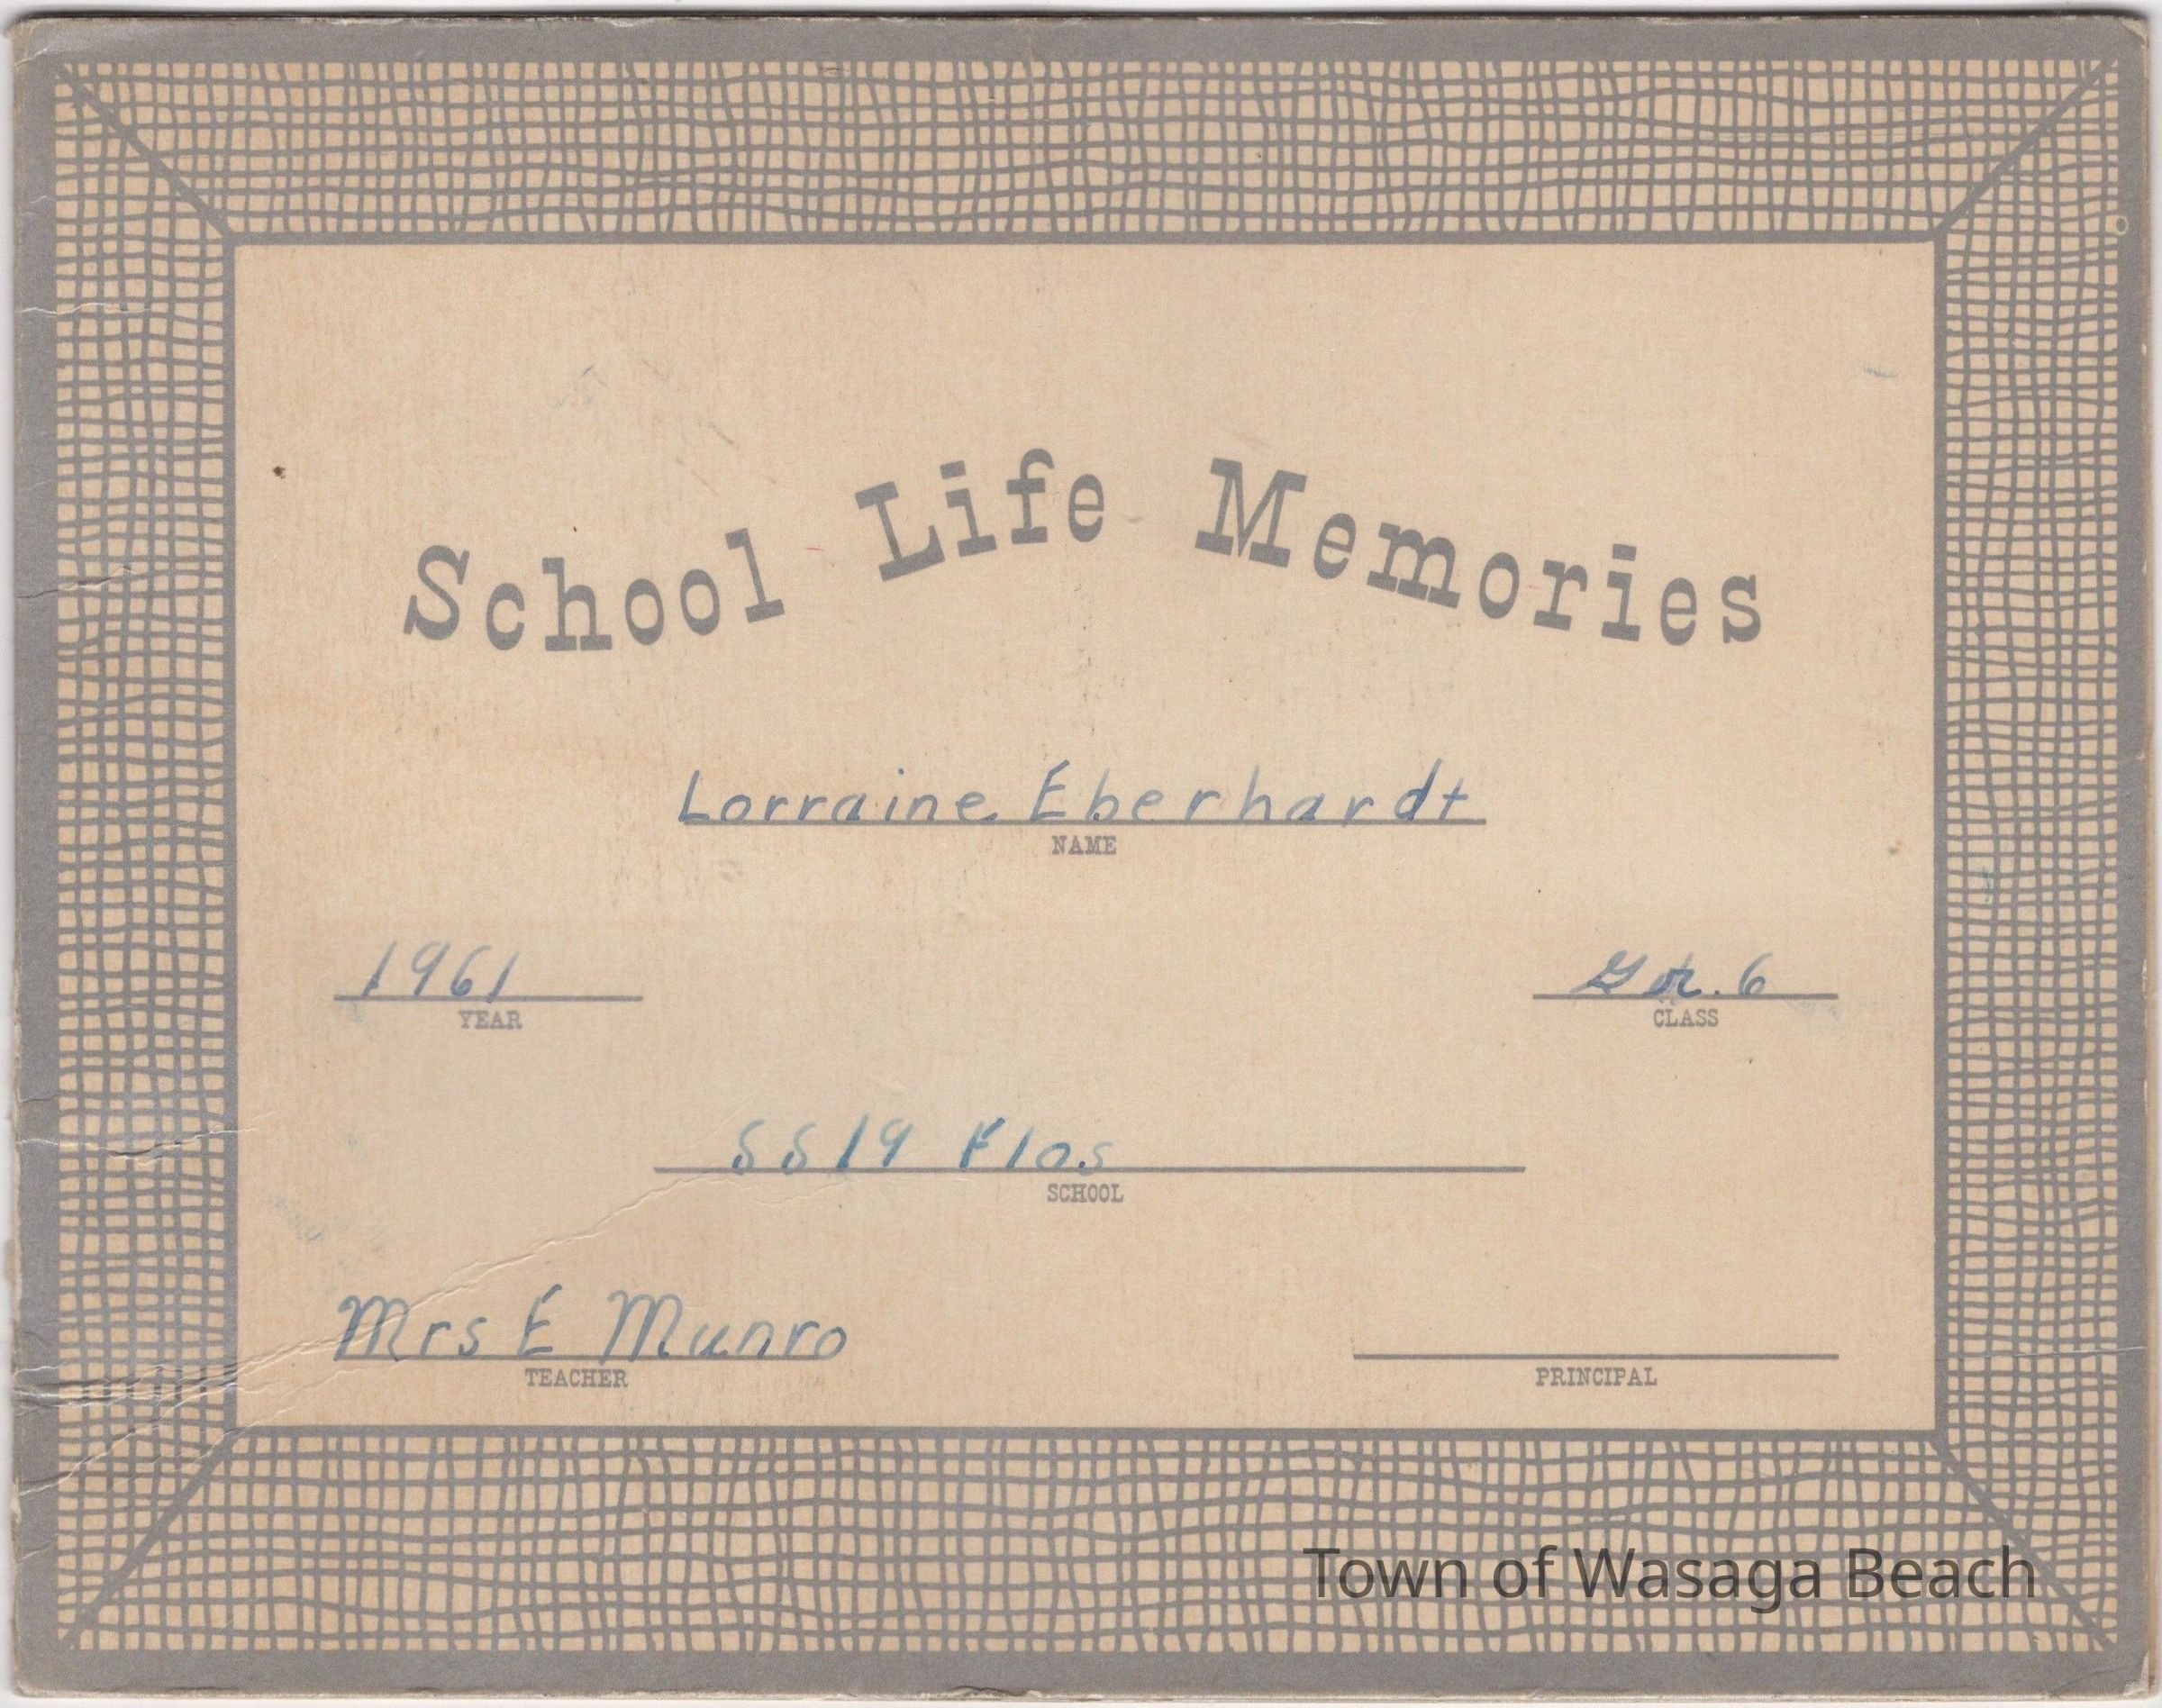 School Life Memories
Lorraine Eberhardt
NAME
1961 Gr. 6
YEAR CLASS
SS19 Flos
SCHOOL
Mrs E Munro
TEACHER PRINCIPAL
Town of Wasaga Beach